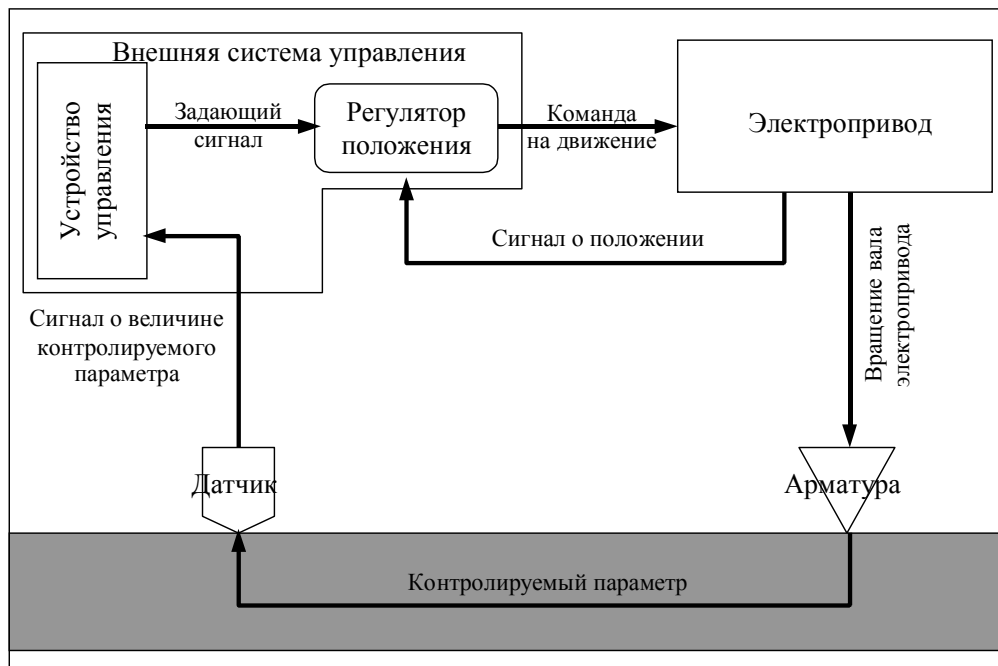 Внешняя система управления
Устройство
управления
Задающий
сигнал
Регулятор
положения
Команда
на движение
Электропривод
Сигнал о положении
Вращение вала
электропривода
Сигнал о величине
контролируемого
параметра
Датчик
Арматура
Контролируемый параметр